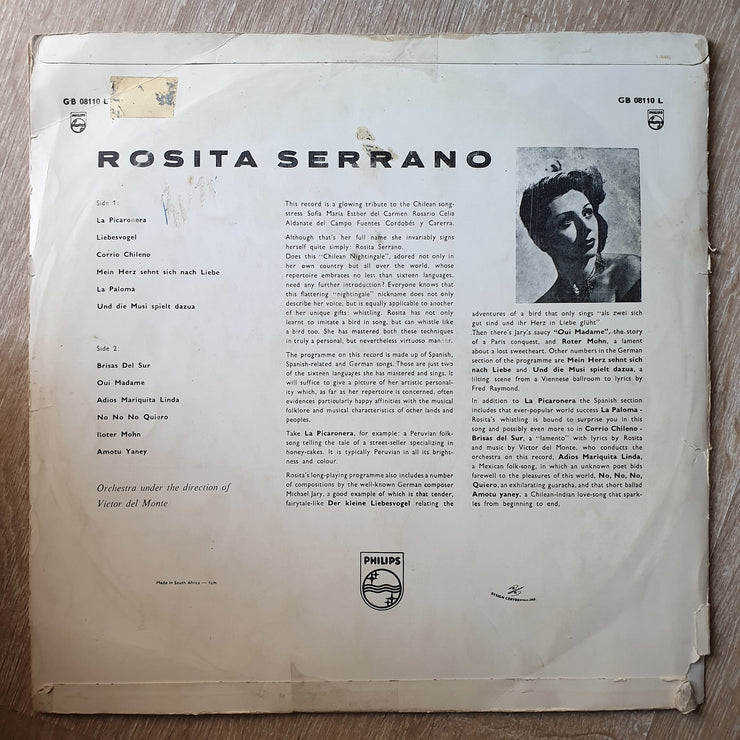 GB 08110 L
GB 08110 L
ROSITA SERRANO
Side 1:
La Picaronera
Liebesvogel
Corrio Chileno
Mein Herz sehnt sich nach Liebe
La Paloma
Und die Musi spielt dazua
Side 2:
Brisas Del Sur
Oui Madame
Adios Mariquita Linda
No No No Quiero
Roter Mohn
Amotu Yaney
Orchestra under the direction of
Victor del Monte
This record is a glowing tribute to the Chilean song-
stress Sofia Maria Esther del Carmen Rosario Celia
Aldanate del Campo Fuentes Cordobés y Carerra.
Although that's her full name she invariably signs
herself quite simply: Rosita Serrano.
Does this "Chilean Nightingale", adored not only in
her own country but all over the world, whose
repertoire embraces no less than sixteen languages,
need any further introduction? Everyone knows that
this flattering "nightingale" nickname does not only
describe her voice, but is equally applicable to another
of her unique gifts: whistling. Rosita has not only
learnt to imitate a bird in song, but can whistle like
a bird too. She has mastered both these techniques
in truly a personal, but nevertheless virtuoso manner.
The programme on this record is made up of Spanish,
Spanish-related and German songs. Those are just two
of the sixteen languages she has mastered and sings. It
will suffice to give a picture of her artistic personal-
ity which, as far as her repertoire is concerned, often
evidences particularly happy affinities with the musical
folklore and musical characteristics of other lands and
peoples.
Take La Picaronera, for example: a Peruvian folk-
song telling the tale of a street-seller specializing in
honey-cakes. It is typically Peruvian in all its bright-
ness and colour.
Rosita's long-playing programme also includes a number
of compositions by the well-known German composer
Michael Jary, a good example of which is that tender,
fairytale-like Der kleine Liebesvogel relating the
adventures of a bird that only sings "als zwei sich
gut sind und ihr Herz in Liebe glüht"
Then there's Jary's saucy "Oui Madame", the story
of a Paris conquest, and Roter Mohn, a lament
about a lost sweetheart. Other numbers in the German
section of the programme are Mein Herz sehnt sich
nach Liebe and Und die Musi spielt dazua, a
lilting scena from a Viennese ballroom to lyrics by
Fred Raymond.
In addition to La Picaronera the Spanish section
includes that ever-popular world success La Paloma -
Rosita's whistling is bound to surprise you in this
song and possibly even more so in Corrio Chileno -
Brisas del Sur, a "lamento" with lyrics by Rosita and
music by Victor del Monte, who conducts the
orchestra on this record, Adios Mariquita Linda,
a Mexican folk-song, in which an unknown poet bids
farewell to the pleasures of this world, No, No, No,
Quiero, an exhilarating guaracha, and that short ballad
Amotu yaney, a Chilean-Indian love-song that spark-
les from beginning to end.
PHILIPS
Made in South Africa
DESIGN CENTRE